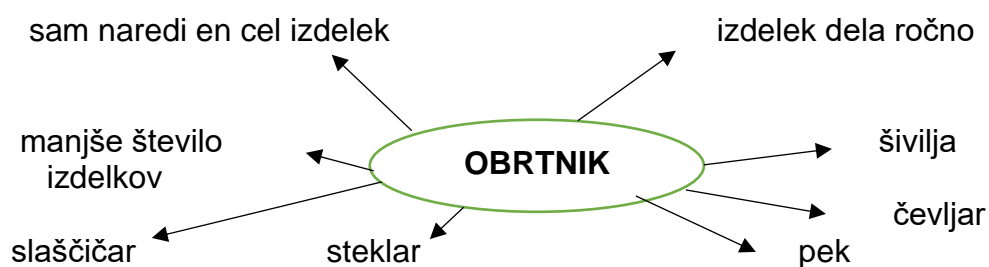 sam naredi en cel izdelek
izdelek dela ročno
manjše število
izdelkov
OBRTNIK
šivilja
čevljar
slaščičar
steklar
pek